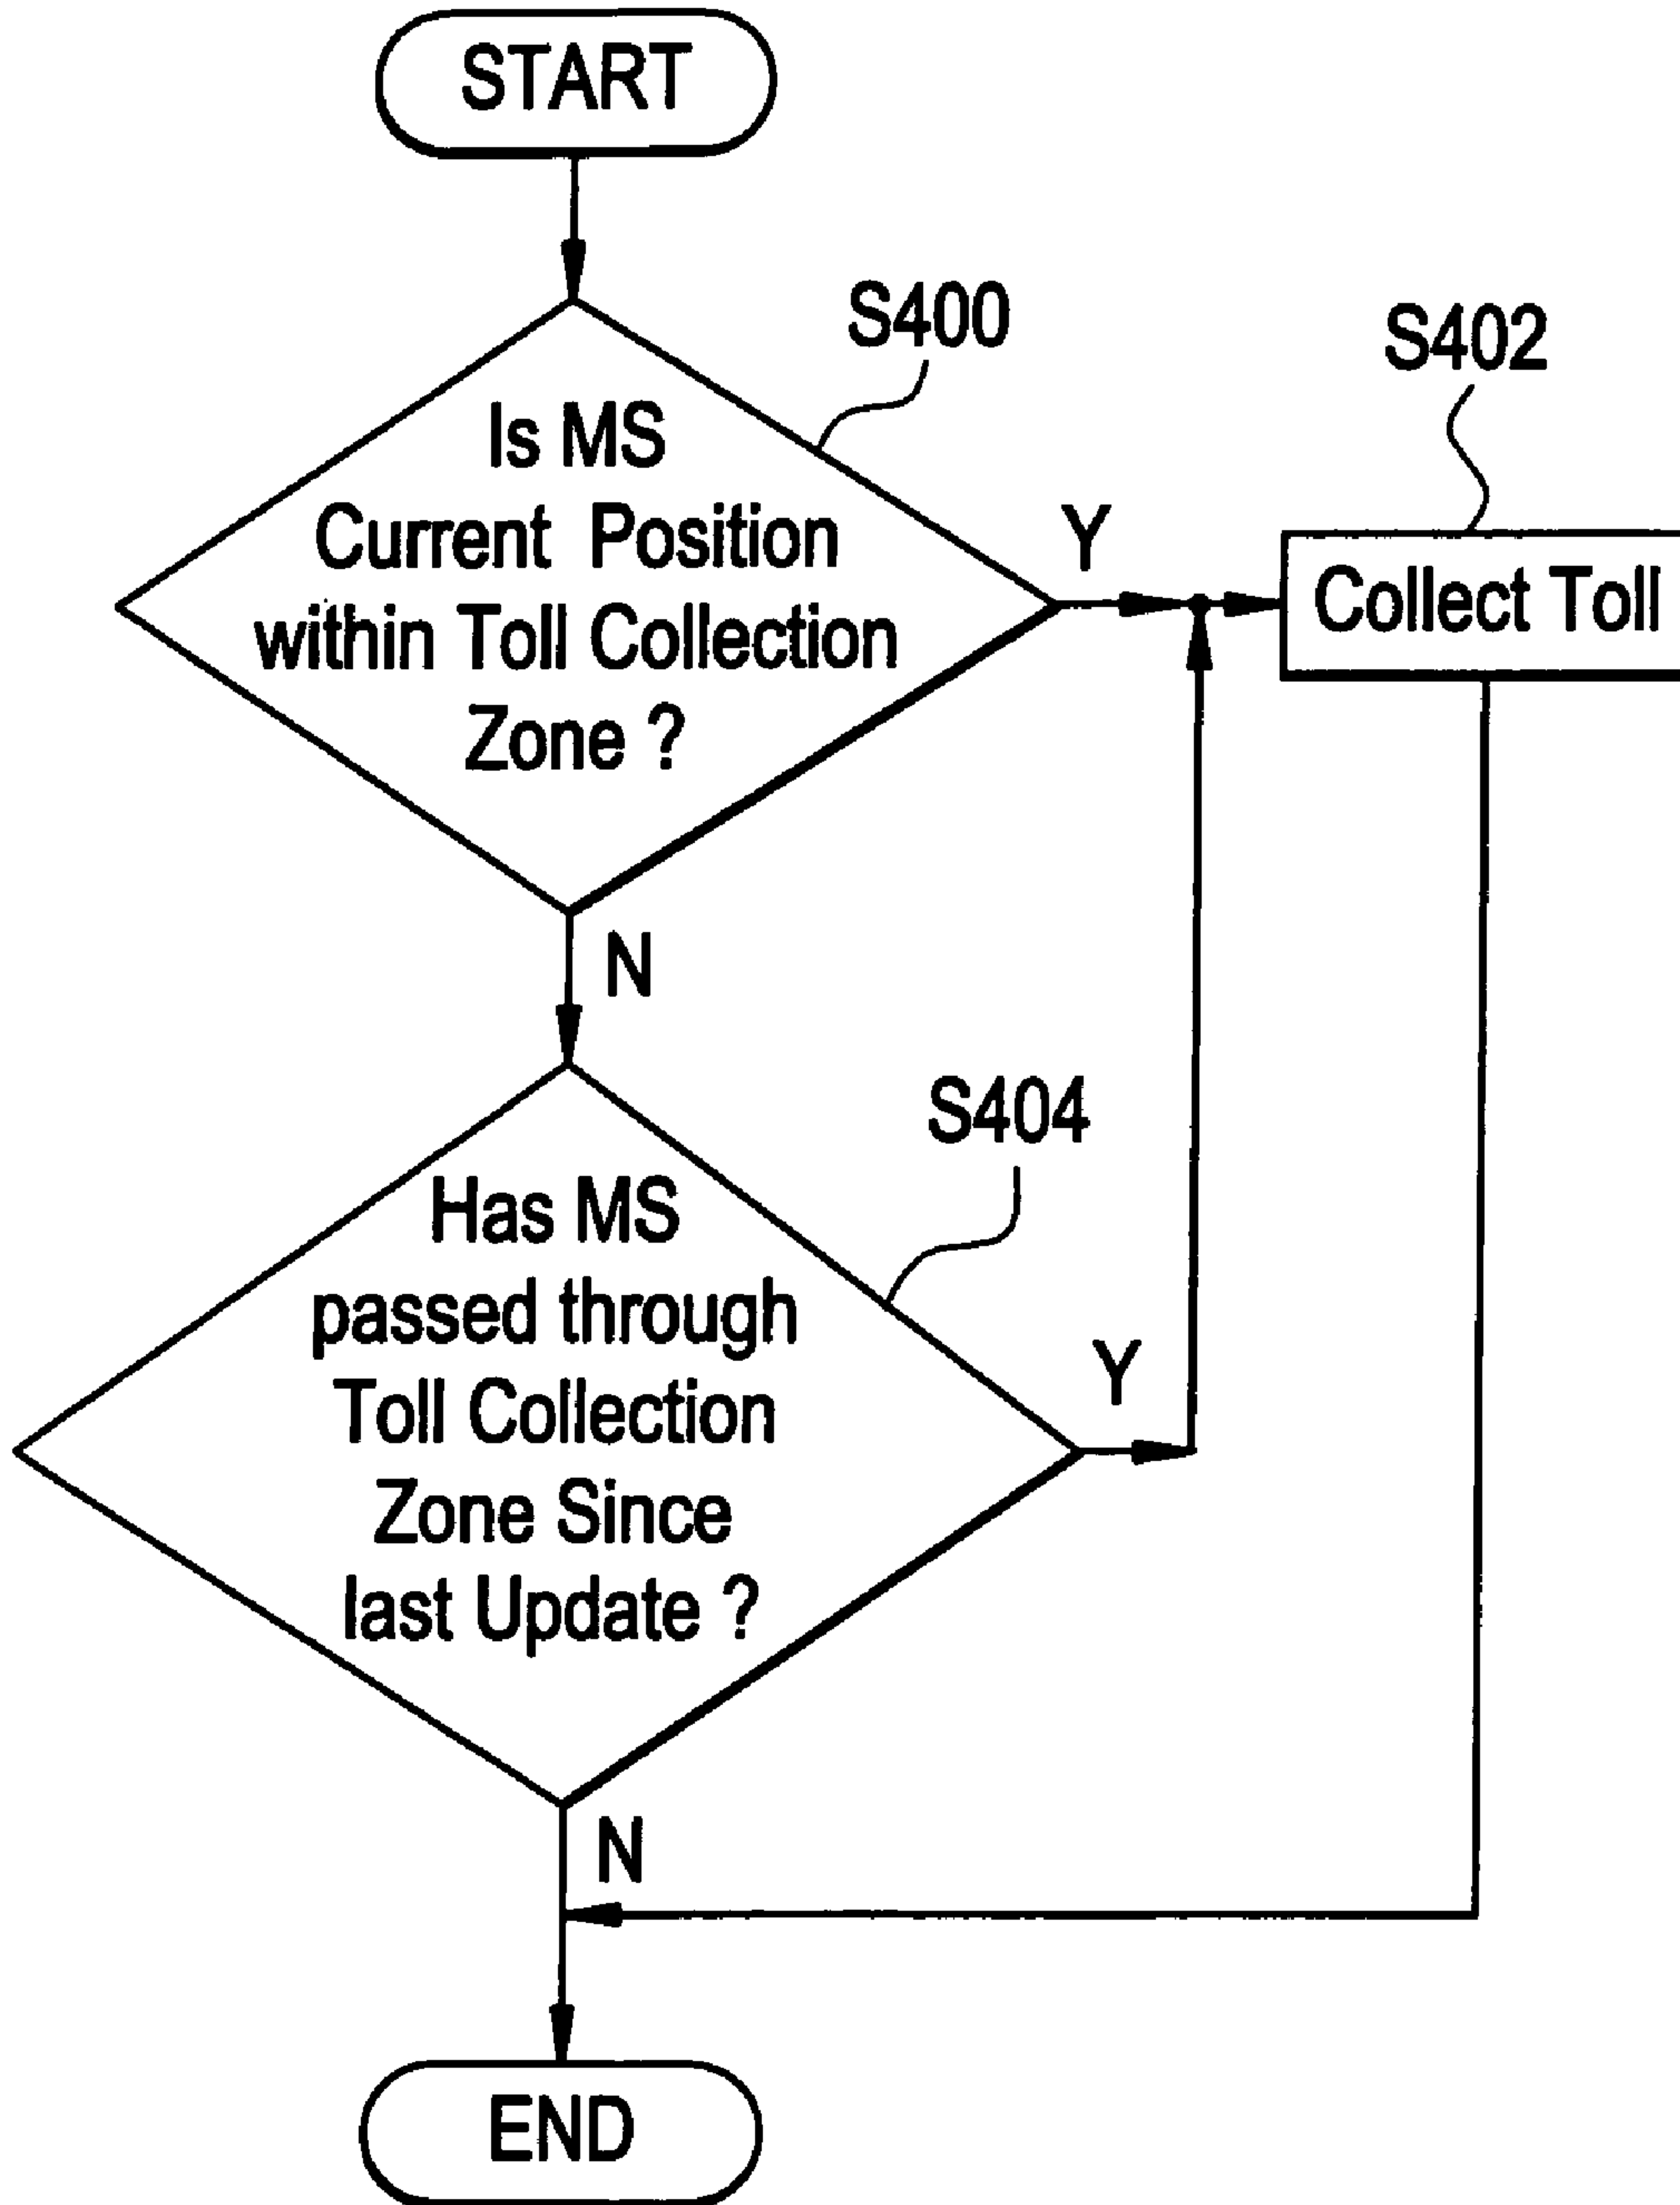 START
S400
S402
Is MS
Current Position
within Toll Collection
Zone ?
Y
Collect Toll
N
S404
Has MS
passed through
Toll Collection
Zone Since
last Update ?
Y
N
END